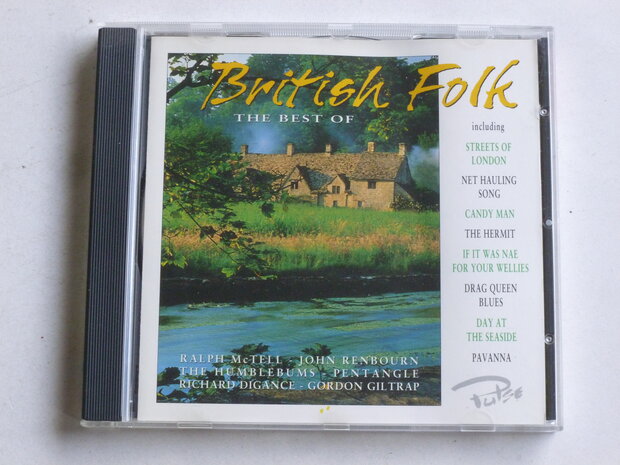 British Folk
THE BEST OF
including
STREETS OF
LONDON
NET HAULING
SONG
CANDY MAN
THE HERMIT
IF IT WAS NAE
FOR YOUR WELLIES
DRAG QUEEN
BLUES
DAY AT
THE SEASIDE
PAVANNA
RALPH McTELL - JOHN RENBOURN
THE HUMBLEBUMS - PENTANGLE
RICHARD DIGANCE - GORDON GILTRAP
Pulse